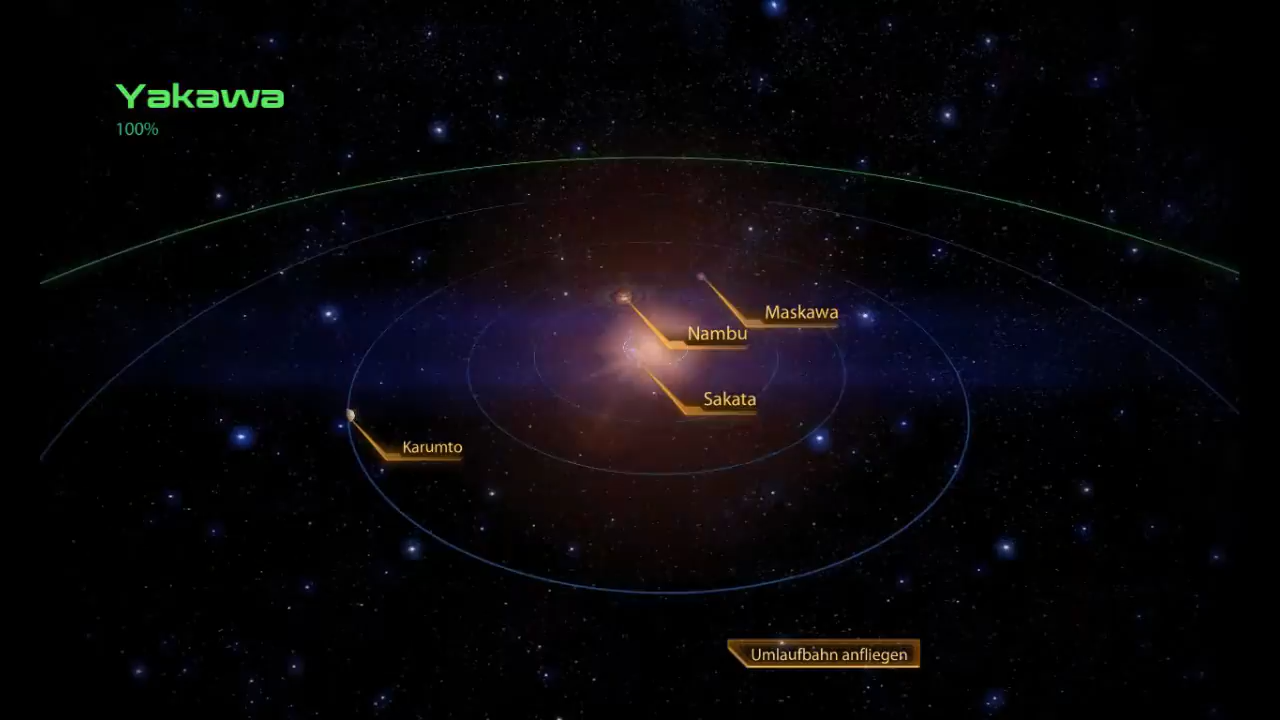 Yakawa
100%
Maskawa
Nambu
Sakata
Karumto
Umlaufbahn anfliegen